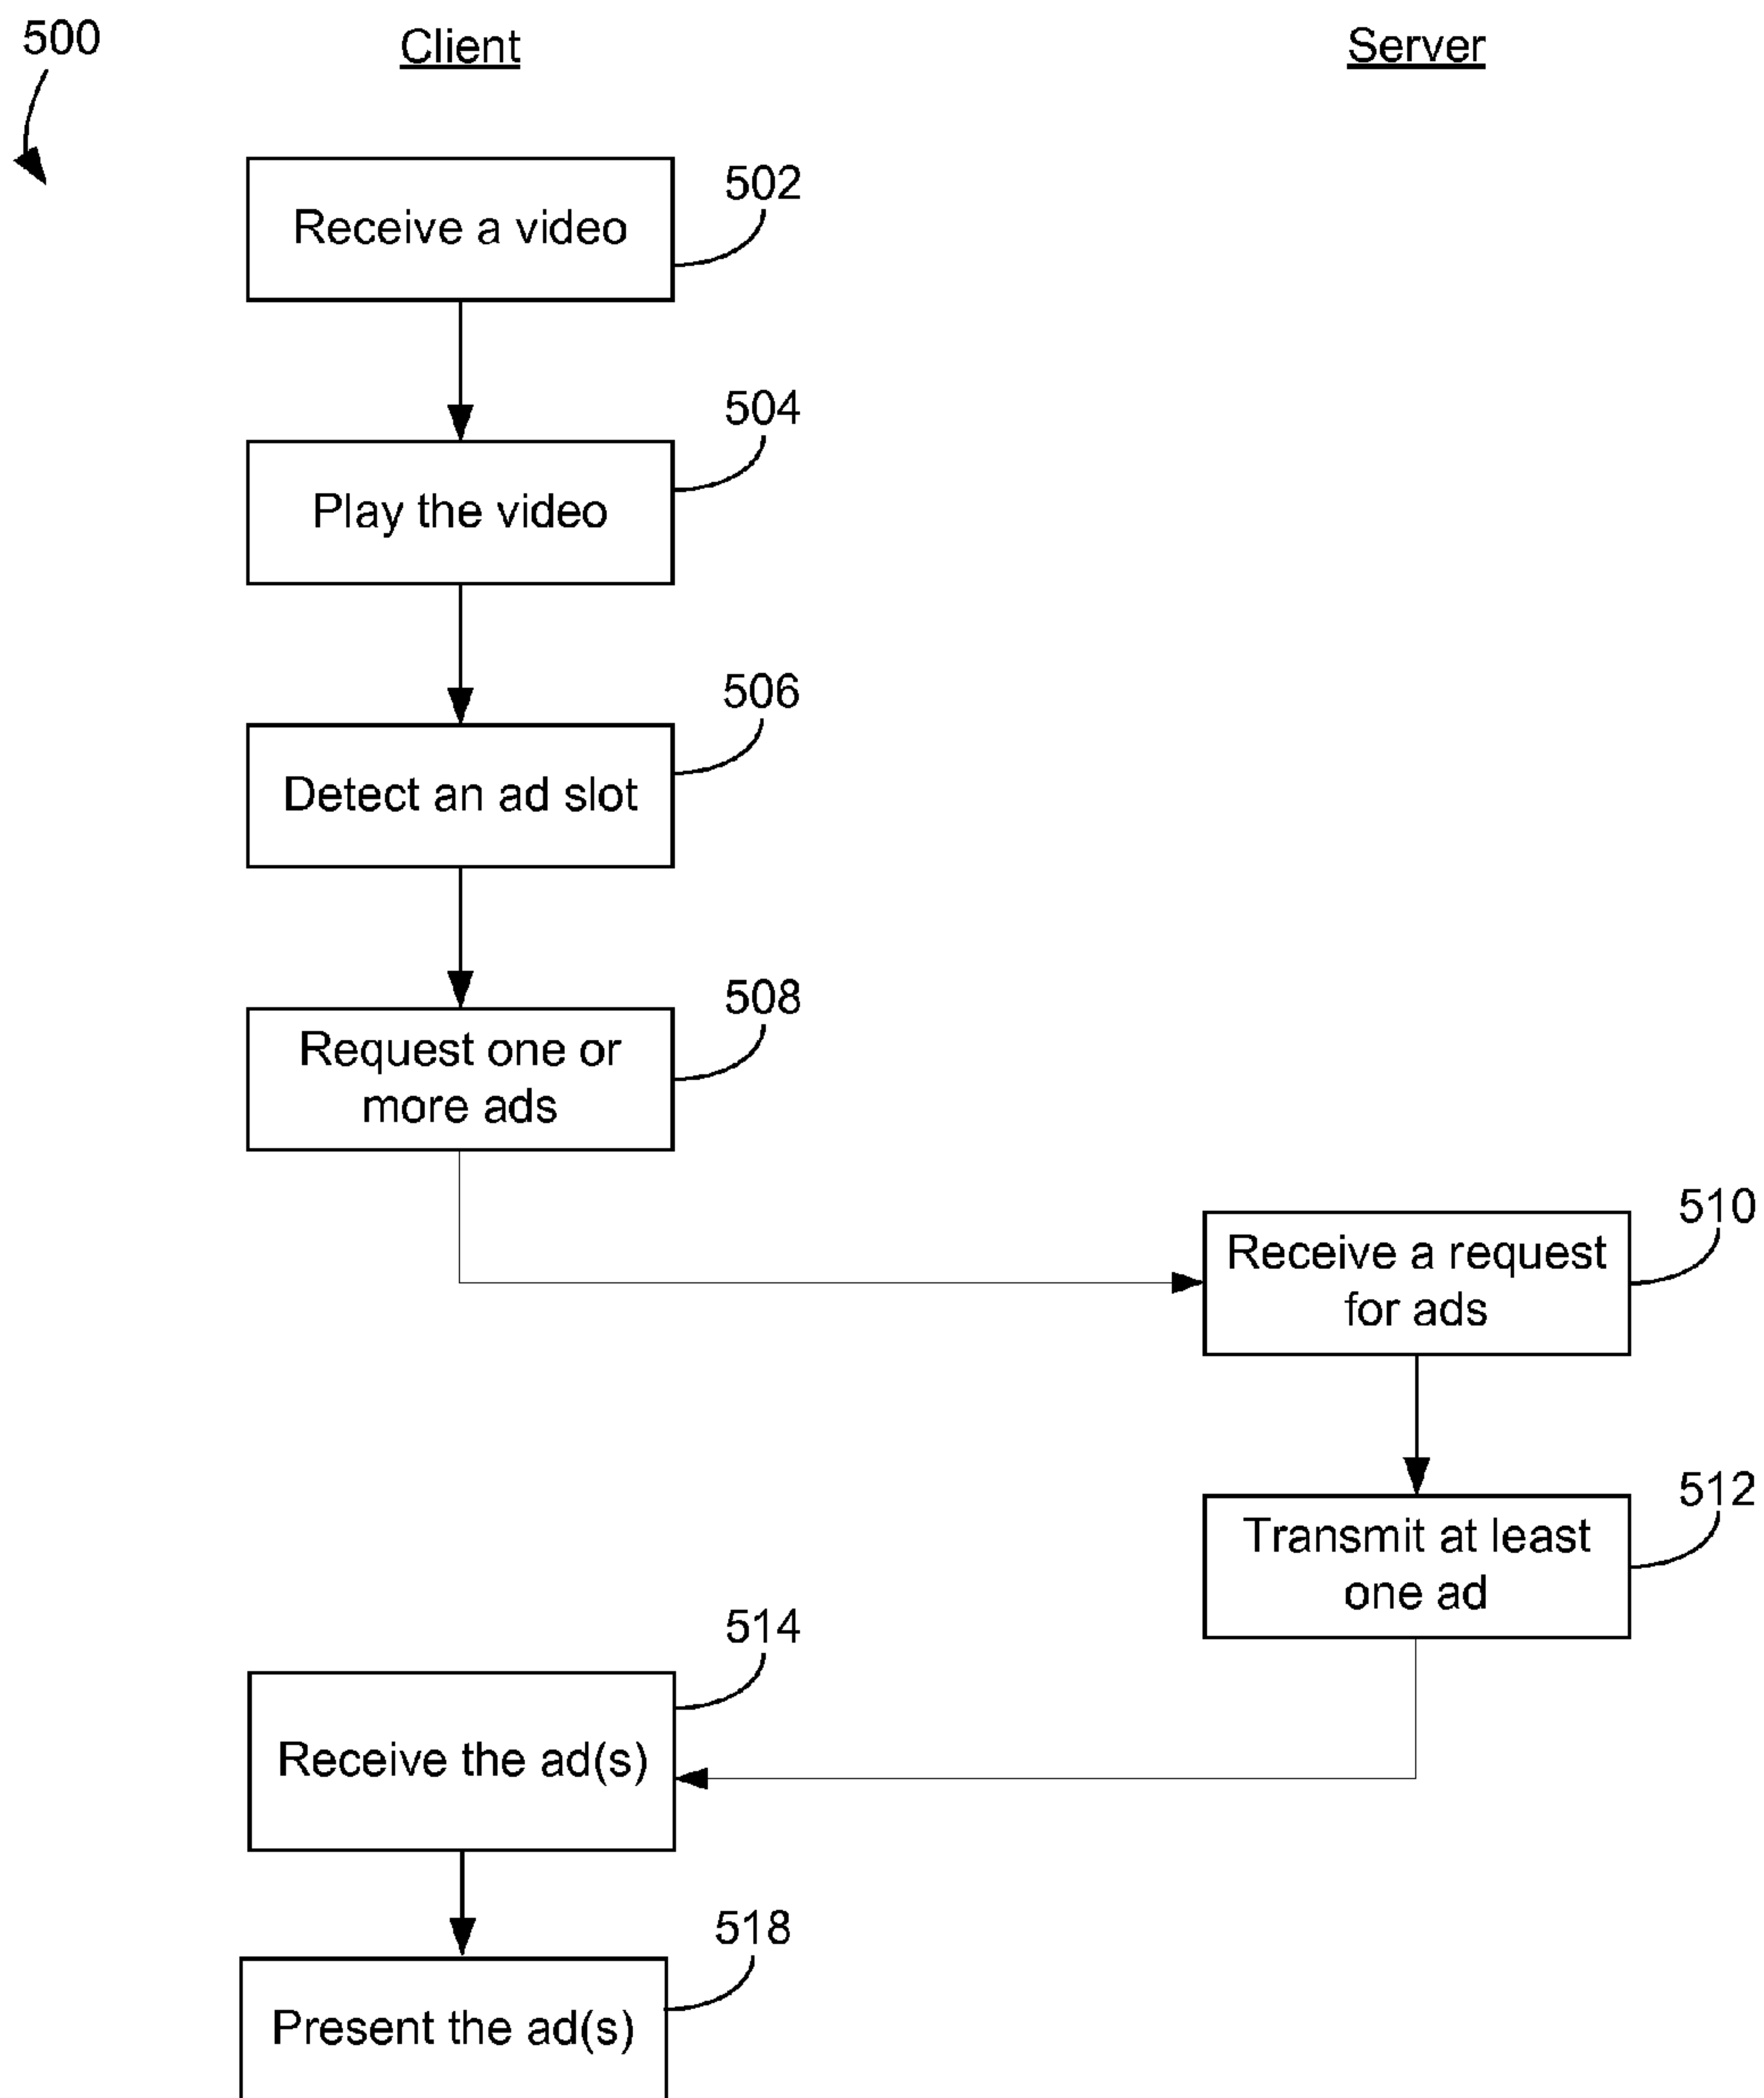 500
Client
Server
Receive a video
502
Play the video
504
Detect an ad slot
506
Request one or
more ads
508
Receive a request
for ads
510
Transmit at least
one ad
512
Receive the ad(s)
514
Present the ad(s)
518